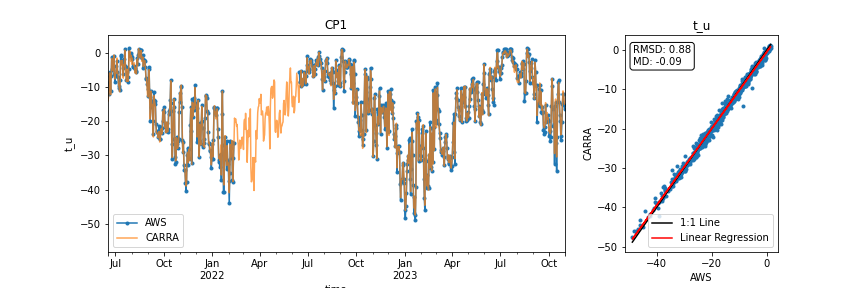 CP1
t_u
0
−10
−20
−30
−40
−50
t_u
AWS
CARRA
Jul
Oct
Jan
2022
Apr
Jul
Oct
Jan
2023
Apr
Jul
Oct
time
RMSD: 0.88
MD: -0.09
0
−10
−20
−30
−40
−50
CARRA
1:1 Line
Linear Regression
−40
−20
0
AWS